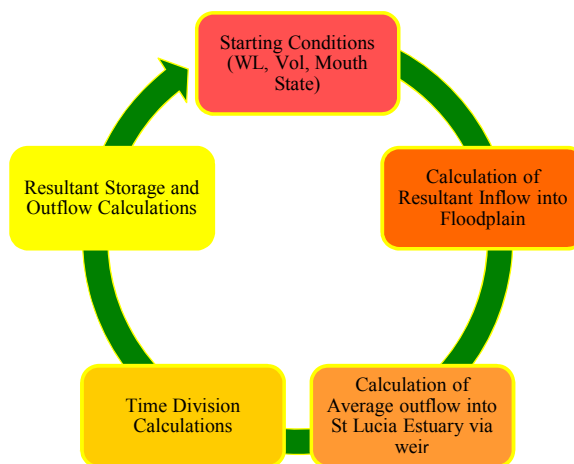 Starting Conditions
(WL, Vol, Mouth
State)
Calculation of
Resultant Inflow into
Floodplain
Calculation of
Average outflow into
St Lucia Estuary via
weir
Time Division
Calculations
Resultant Storage and
Outflow Calculations